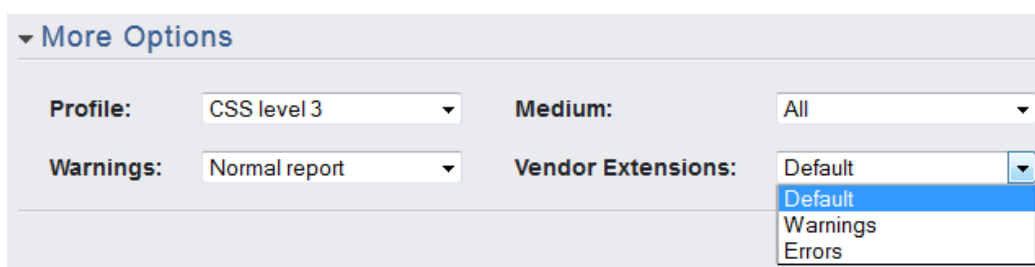 More Options
Profile: CSS level 3 Medium: All
Warnings: Normal report Vendor Extensions: Default
Default
Warnings
Errors